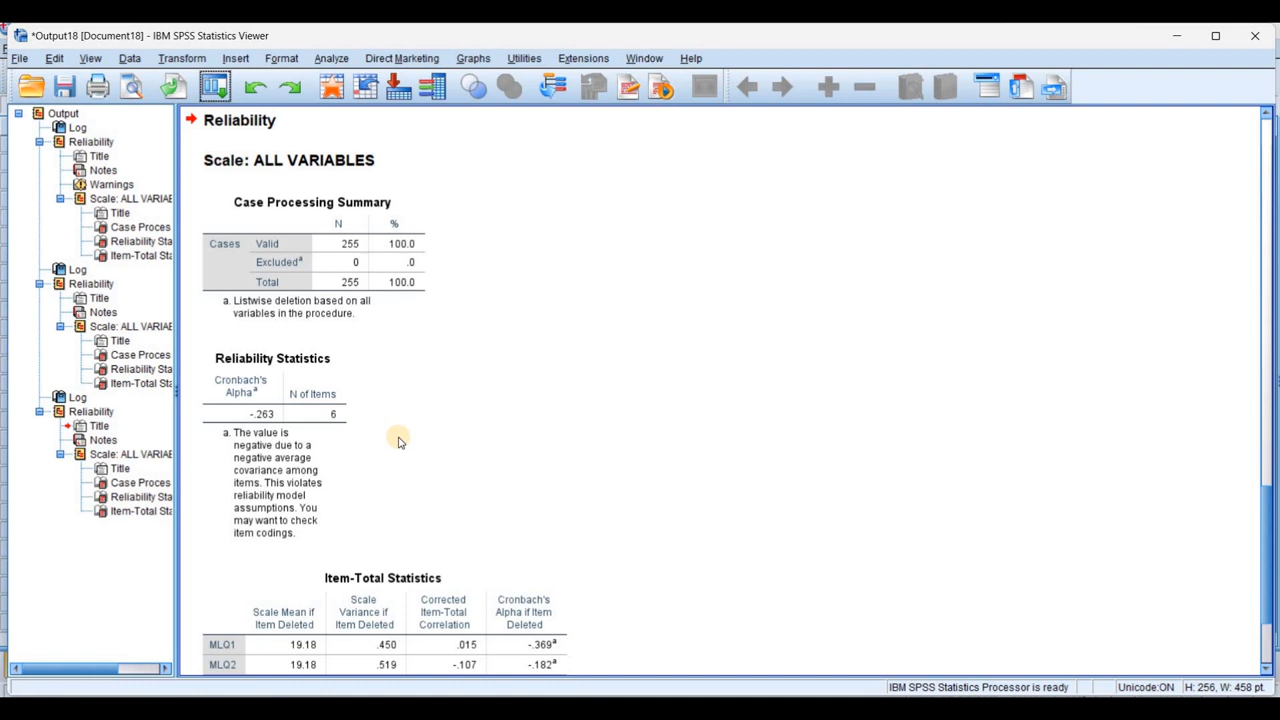 *Output18 [Document18] - IBM SPSS Statistics Viewer
File Edit View Data Transform Insert Format Analyze Direct Marketing Graphs Utilities Extensions Window Help
Output
Log
Reliability
Title
Notes
Warnings
Scale: ALL VARIABLE
Title
Case Proces
Reliability Sta
Item-Total Sta
Log
Reliability
Title
Notes
Scale: ALL VARIABLE
Title
Case Proces
Reliability Sta
Item-Total Sta
Log
Reliability
Title
Notes
Scale: ALL VARIABLE
Title
Case Proces
Reliability Sta
Item-Total Sta
Reliability
Scale: ALL VARIABLES
Case Processing Summary
N %
Cases Valid 255 100.0
Excludedª 0 .0
Total 255 100.0
a. Listwise deletion based on all
variables in the procedure.
Reliability Statistics
Cronbach's
Alphaª N of Items
-.263 6
a. The value is
negative due to a
negative average
covariance among
items. This violates
reliability model
assumptions. You
may want to check
item codings.
Item-Total Statistics
Scale Mean if
Item Deleted
Scale
Variance if
Item Deleted
Corrected
Item-Total
Correlation
Cronbach's
Alpha if Item
Deleted
MLQ1 19.18 .450 .015 -.369ª
MLQ2 19.18 .519 -.107 -.182ª
IBM SPSS Statistics Processor is ready Unicode:ON H: 256, W: 458 pt.